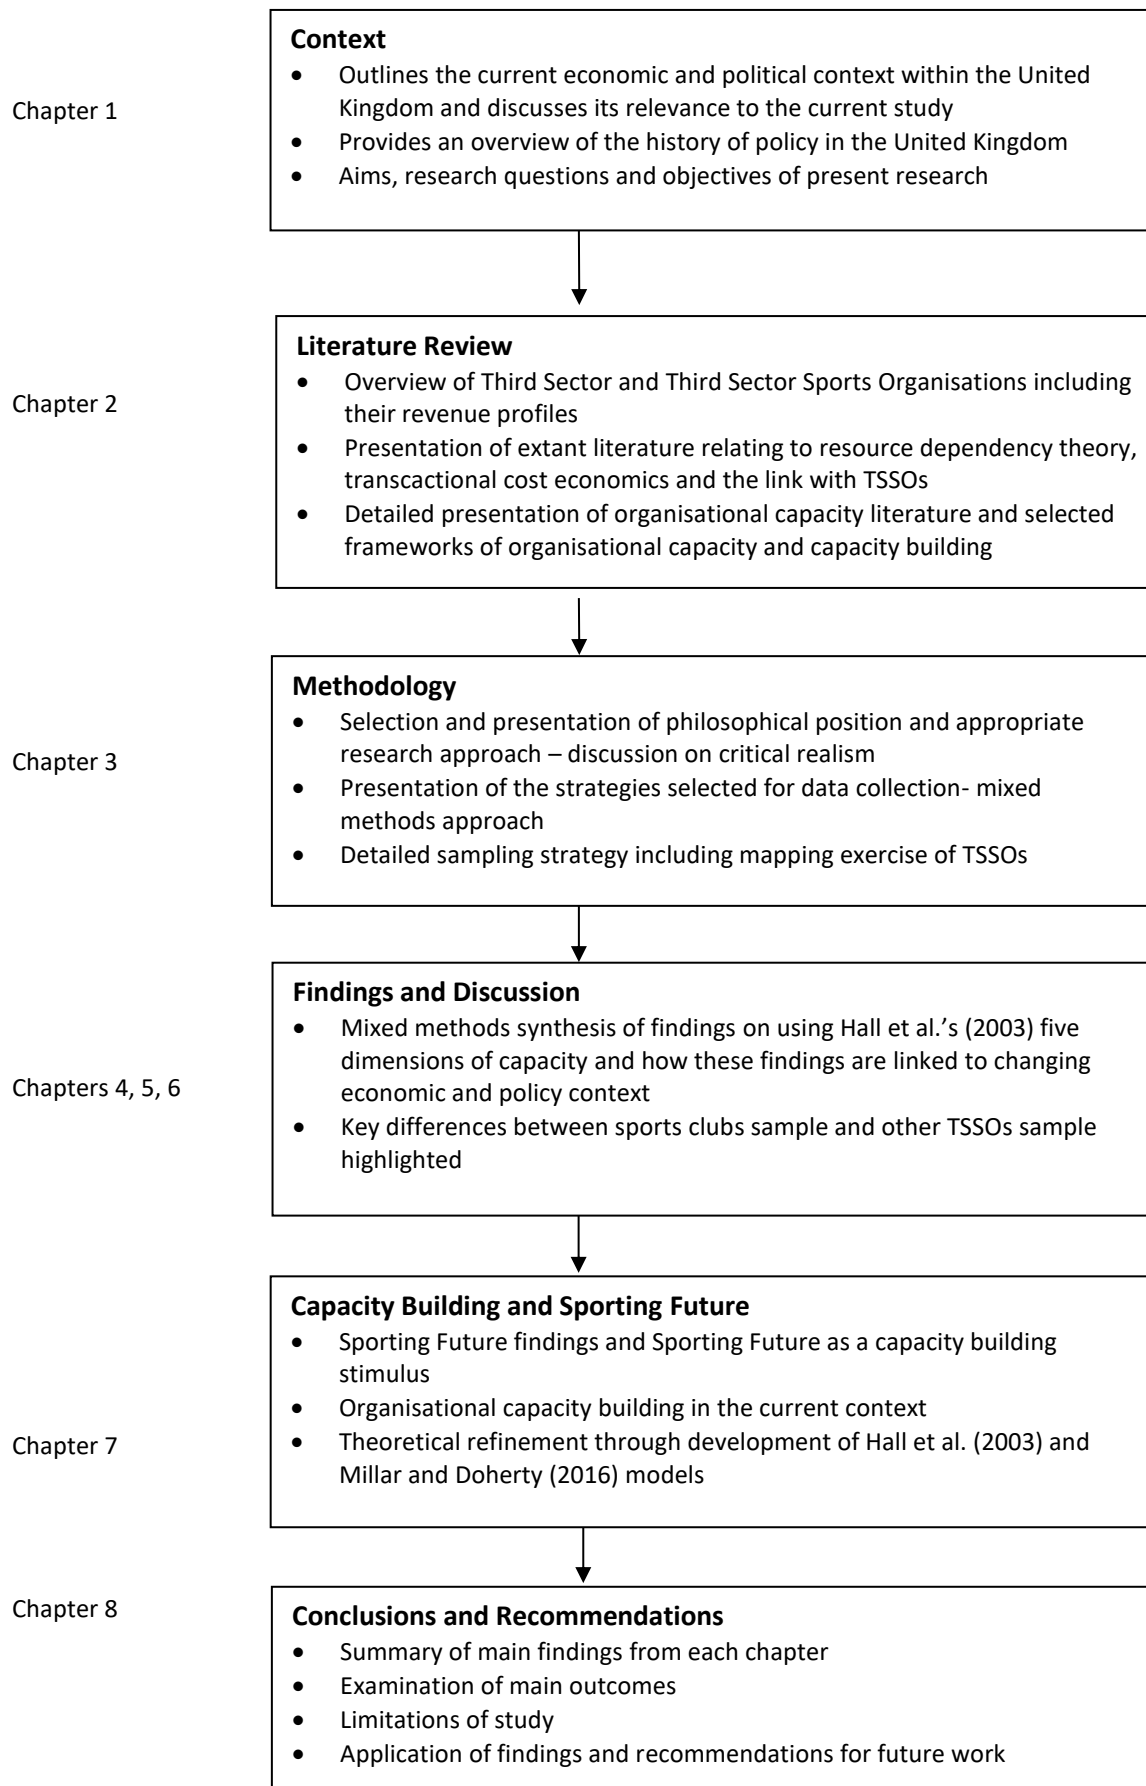 Context
• Outlines the current economic and political context within the United
Kingdom and discusses its relevance to the current study
• Provides an overview of the history of policy in the United Kingdom
• Aims, research questions and objectives of present research
Chapter 1
Literature Review
• Overview of Third Sector and Third Sector Sports Organisations including
their revenue profiles
• Presentation of extant literature relating to resource dependency theory,
transcactional cost economics and the link with TSSOs
• Detailed presentation of organisational capacity literature and selected
frameworks of organisational capacity and capacity building
Chapter 2
Methodology
• Selection and presentation of philosophical position and appropriate
research approach – discussion on critical realism
• Presentation of the strategies selected for data collection- mixed
methods approach
• Detailed sampling strategy including mapping exercise of TSSOs
Chapter 3
Findings and Discussion
• Mixed methods synthesis of findings on using Hall et al.’s (2003) five
dimensions of capacity and how these findings are linked to changing
economic and policy context
• Key differences between sports clubs sample and other TSSOs sample
highlighted
Chapters 4, 5, 6
Capacity Building and Sporting Future
• Sporting Future findings and Sporting Future as a capacity building
stimulus
• Organisational capacity building in the current context
• Theoretical refinement through development of Hall et al. (2003) and
Millar and Doherty (2016) models
Chapter 7
Conclusions and Recommendations
• Summary of main findings from each chapter
• Examination of main outcomes
• Limitations of study
• Application of findings and recommendations for future work
Chapter 8